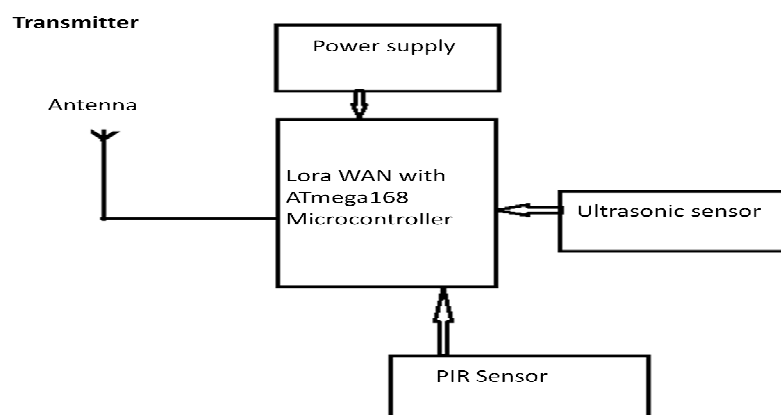 Transmitter
Power supply
Antenna
Lora WAN with
ATmega168
Microcontroller
Ultrasonic sensor
PIR Sensor